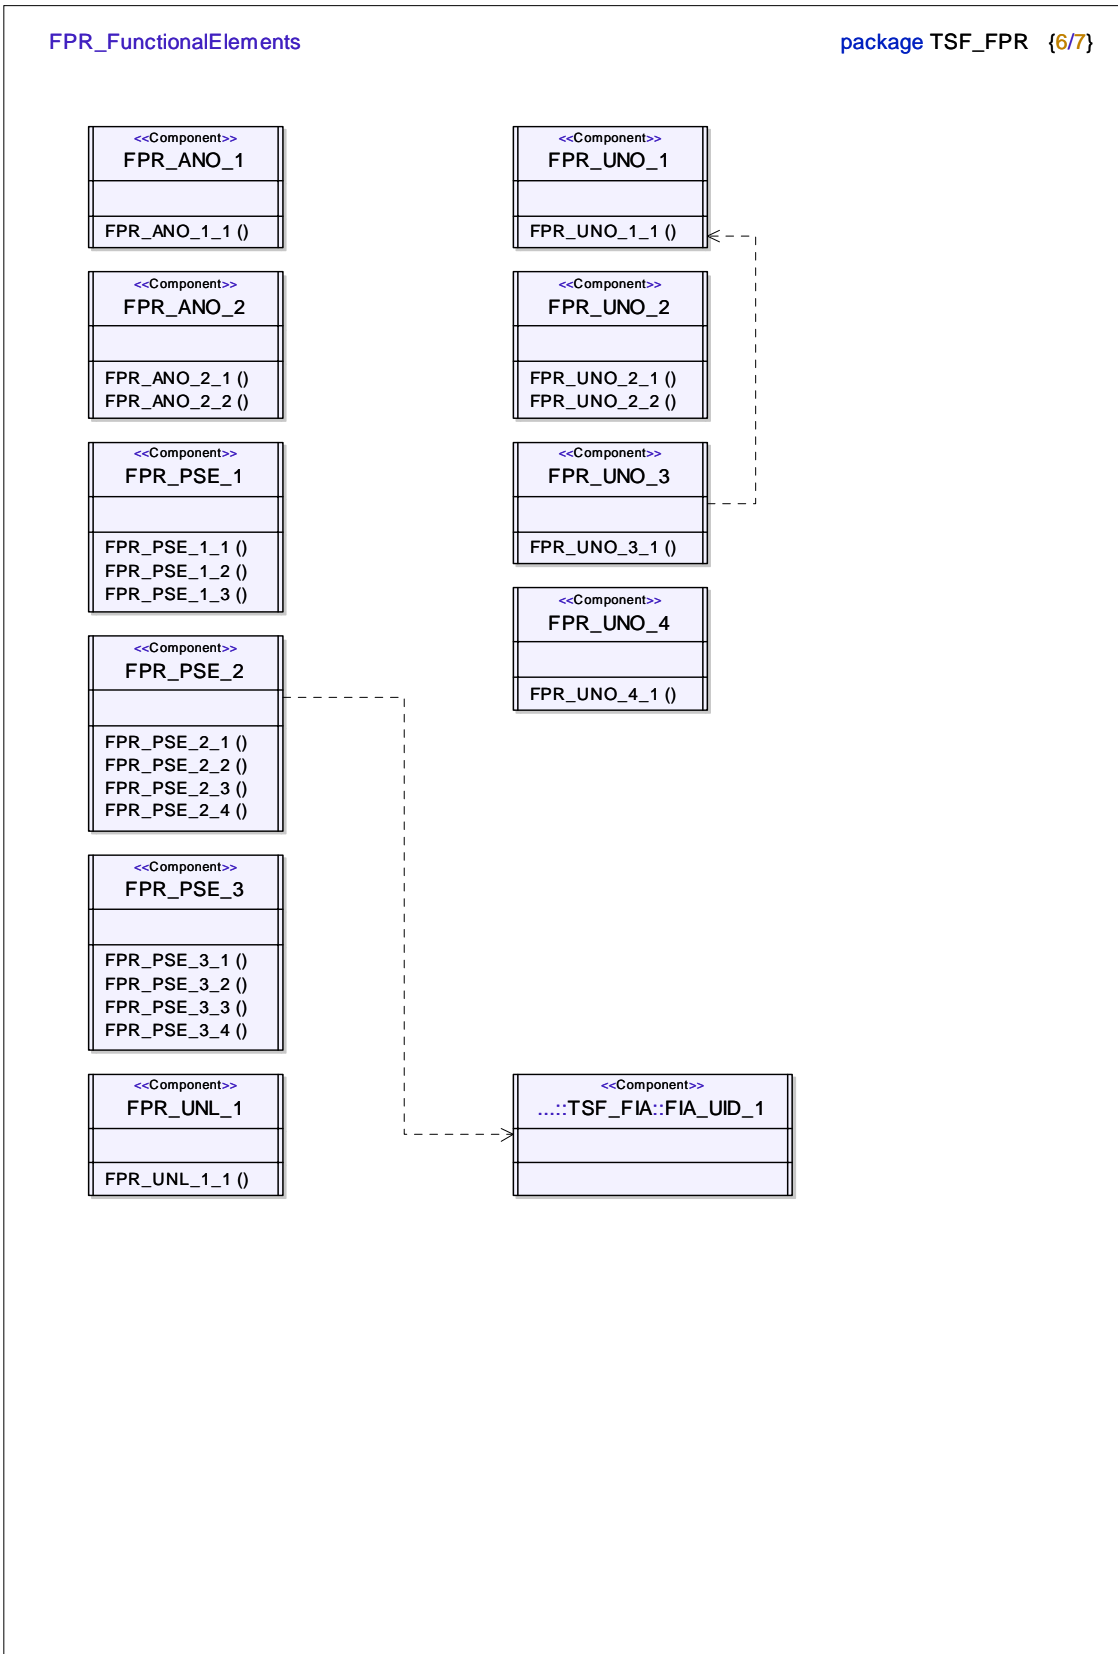 FPR_FunctionalElements
package TSF_FPR {6/7}
<<Component>>
FPR_ANO_1
FPR_ANO_1_1 ()
<<Component>>
FPR_ANO_2
FPR_ANO_2_1 ()
FPR_ANO_2_2 ()
<<Component>>
FPR_PSE_1
FPR_PSE_1_1 ()
FPR_PSE_1_2 ()
FPR_PSE_1_3 ()
<<Component>>
FPR_PSE_2
FPR_PSE_2_1 ()
FPR_PSE_2_2 ()
FPR_PSE_2_3 ()
FPR_PSE_2_4 ()
<<Component>>
FPR_PSE_3
FPR_PSE_3_1 ()
FPR_PSE_3_2 ()
FPR_PSE_3_3 ()
FPR_PSE_3_4 ()
<<Component>>
FPR_UNL_1
FPR_UNL_1_1 ()
<<Component>>
FPR_UNO_1
FPR_UNO_1_1 ()
<<Component>>
FPR_UNO_2
FPR_UNO_2_1 ()
FPR_UNO_2_2 ()
<<Component>>
FPR_UNO_3
FPR_UNO_3_1 ()
<<Component>>
FPR_UNO_4
FPR_UNO_4_1 ()
<<Component>>
...::TSF_FIA::FIA_UID_1